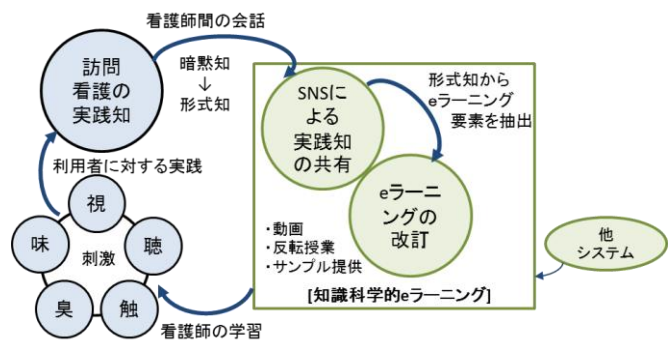 看護師間の会話
訪問
看護の
実践知
暗黙知
↓
形式知
SNSに
よる
実践知
の共有
形式知から
eラーニング
要素を抽出
利用者に対する実践
eラーニ
ングの
改訂
視
味
聴
刺激
臭
触
・動画
・反転授業
・サンプル提供
他
システム
[知識科学的eラーニング]
看護師の学習